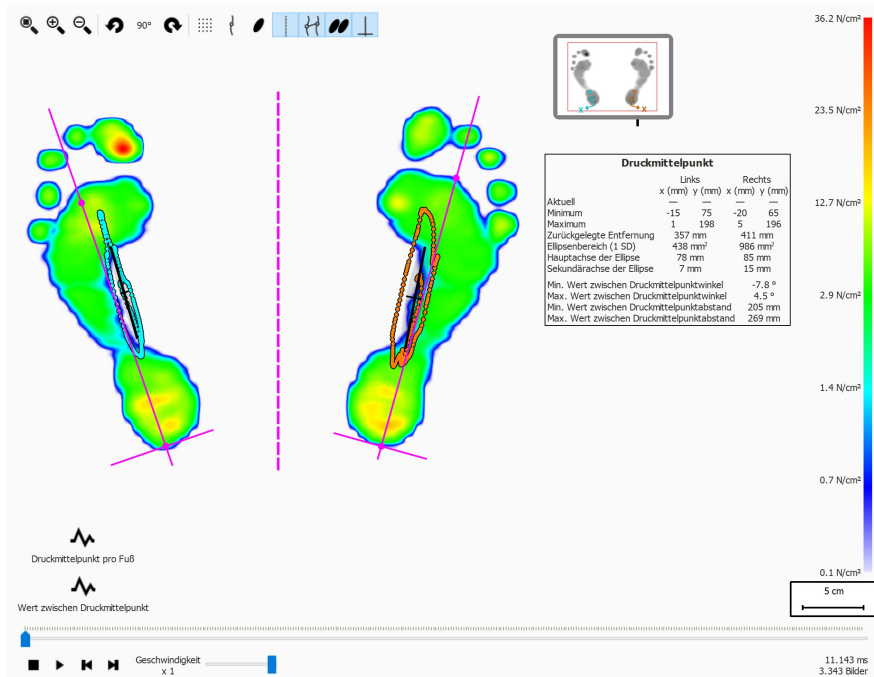 90°
36.2 N/cm²
23.5 N/cm²
12.7 N/cm²
2.9 N/cm²
1.4 N/cm²
0.7 N/cm²
0.1 N/cm²
X X
Druckmittelpunkt
Links Rechts
x (mm) y (mm) x (mm) y (mm)
Aktuell — — — —
Minimum -15 75 -20 65
Maximum 1 198 5 196
Zurückgelegte Entfernung 357 mm 411 mm
Ellipsenbereich (1 SD) 438 mm² 986 mm²
Hauptachse der Ellipse 78 mm 85 mm
Sekundärachse der Ellipse 7 mm 15 mm
Min. Wert zwischen Druckmittelpunktwinkel -7.8 °
Max. Wert zwischen Druckmittelpunktwinkel 4.5 °
Min. Wert zwischen Druckmittelpunktabstand 205 mm
Max. Wert zwischen Druckmittelpunktabstand 269 mm
Druckmittelpunkt pro Fuß
Wert zwischen Druckmittelpunkt
5 cm
Geschwindigkeit
x 1
11.143 ms
3.343 Bilder